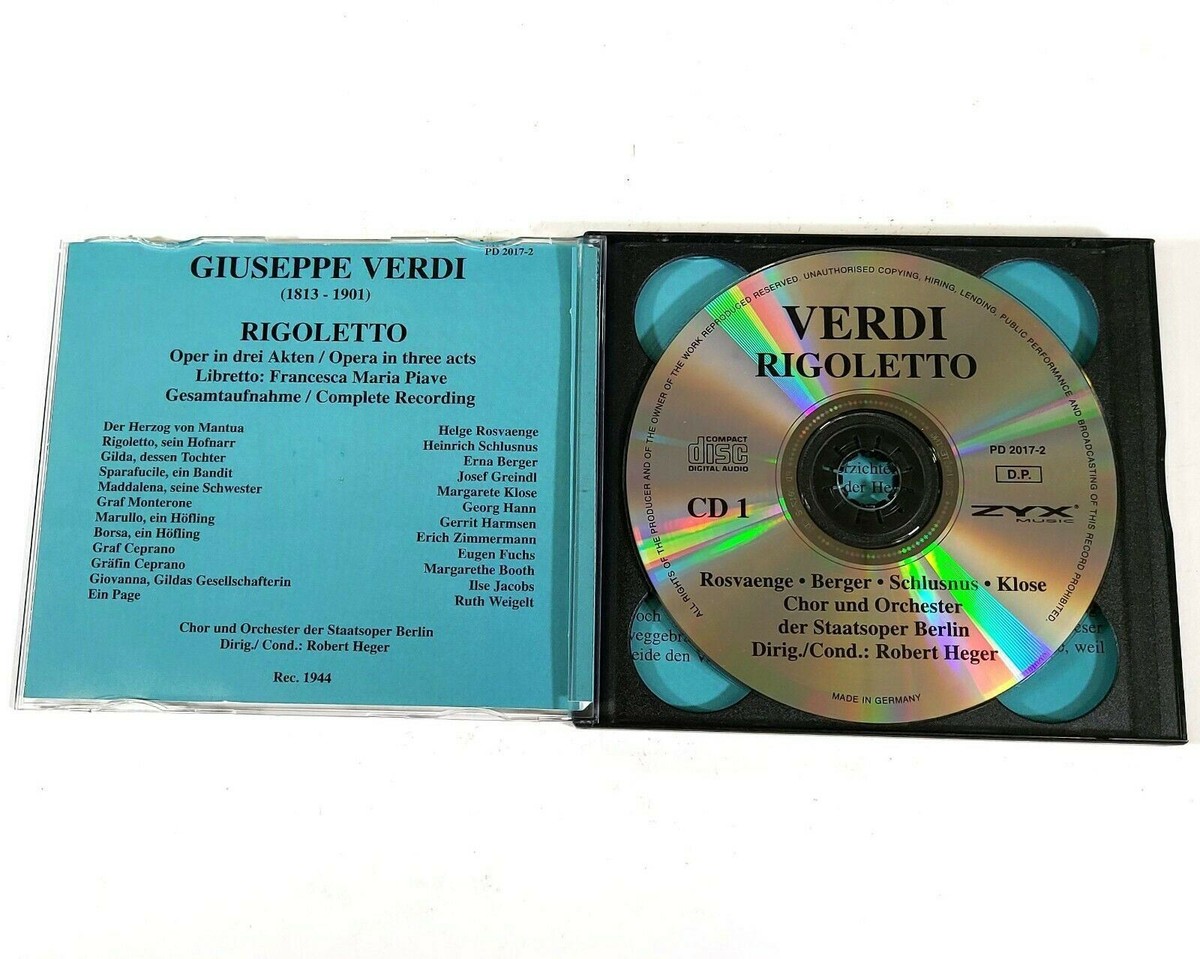 PD 2017-2
GIUSEPPE VERDI
(1813 - 1901)
RIGOLETTO
Oper in drei Akten / Opera in three acts
Libretto: Francesca Maria Piave
Gesamtaufnahme / Complete Recording
Der Herzog von Mantua Helge Rosvaenge
Rigoletto, sein Hofnarr Heinrich Schlusnus
Gilda, dessen Tochter Erna Berger
Sparafucile, ein Bandit Josef Greindl
Maddalena, seine Schwester Margarete Klose
Graf Monterone Georg Hann
Marullo, ein Höfling Gerrit Harmsen
Borsa, ein Höfling Erich Zimmermann
Graf Ceprano Eugen Fuchs
Gräfin Ceprano Margarethe Booth
Giovanna, Gildas Gesellschafterin Ilse Jacobs
Ein Page Ruth Weigelt
Chor und Orchester der Staatsoper Berlin
Dirig./ Cond.: Robert Heger
Rec. 1944
ALL RIGHTS OF THE PRODUCER AND OF THE OWNER OF THE WORK REPRODUCED RESERVED. UNAUTHORISED COPYING, HIRING, LENDING, PUBLIC PERFORMANCE AND BROADCASTING OF THIS RECORD PROHIBITED.
VERDI
RIGOLETTO
COMPACT
disc
DIGITAL AUDIO
PD 2017-2
D.P.
CD 1
ZYX®
MUSIC
Rosvaenge • Berger • Schlusnus • Klose
Chor und Orchester
der Staatsoper Berlin
Dirig./Cond.: Robert Heger
MADE IN GERMANY
der
eide den
weil